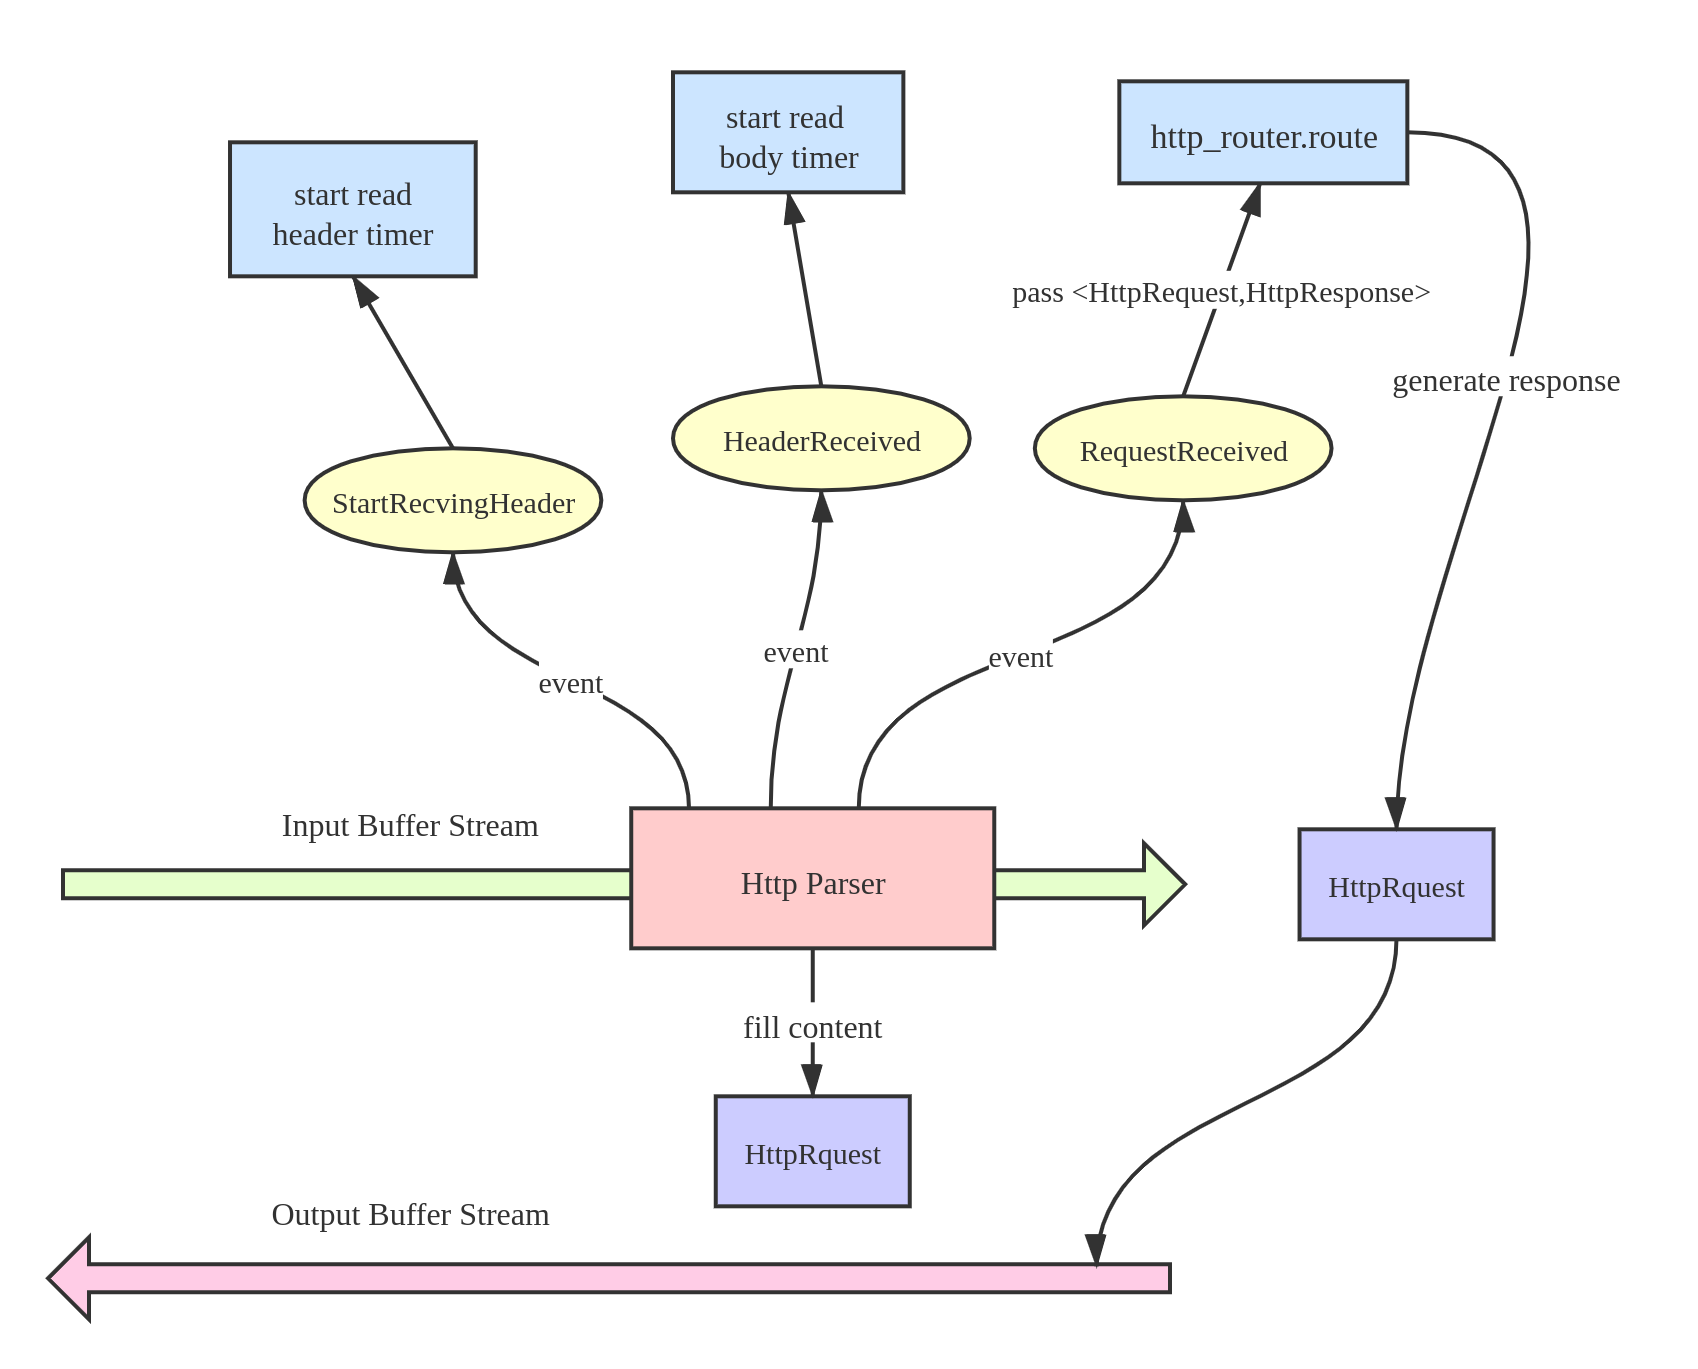 start read
body timer
http_router.route
start read
header timer
pass <HttpRequest,HttpResponse>
generate response
HeaderReceived
RequestReceived
StartRecvingHeader
event
event
event
Input Buffer Stream
Http Parser
HttpRquest
fill content
HttpRquest
Output Buffer Stream